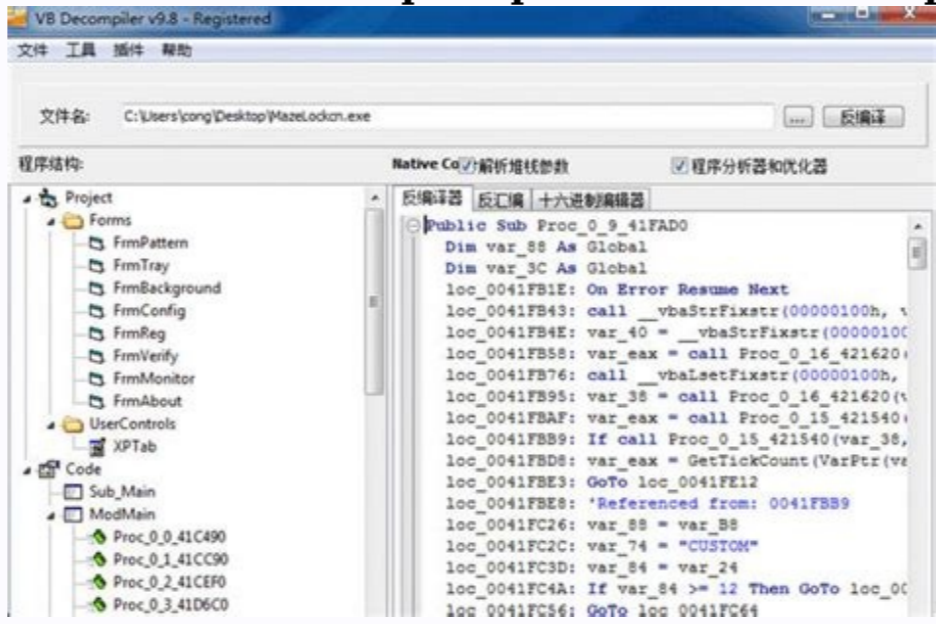 VB Decompiler v9.8 - Registered
文件 工具 插件 帮助
文件名: C:\Users\cong\Desktop\MazeLockcn.exe ... 反编译
程序结构: Native Co 解析堆栈参数 程序分析器和优化器
Project
Forms
FrmPattern
FrmTray
FrmBackground
FrmConfig
FrmReg
FrmVerify
FrmMonitor
FrmAbout
UserControls
XPTab
Code
Sub_Main
ModMain
Proc_0_0_41C490
Proc_0_1_41CC90
Proc_0_2_41CEF0
Proc_0_3_41D6C0
反编译器 反汇编 十六进制编辑器
Public Sub Proc_0_9_41FAD0
Dim var_88 As Global
Dim var_3C As Global
loc_0041FB1E: On Error Resume Next
loc_0041FB43: call __vbaStrFixstr(00000100h,
loc_0041FB4E: var_40 = __vbaStrFixstr(00000100
loc_0041FB58: var_eax = call Proc_0_16_421620(
loc_0041FB76: call __vbaLsetFixstr(00000100h,
loc_0041FB95: var_38 = call Proc_0_16_421620(v
loc_0041FBAF: var_eax = call Proc_0_15_421540(
loc_0041FBB9: If call Proc_0_15_421540(var_38,
loc_0041FBD8: var_eax = GetTickCount(VarPtr(va
loc_0041FBE3: GoTo loc_0041FE12
loc_0041FBE8: 'Referenced from: 0041FBB9
loc_0041FC26: var_88 = var_B8
loc_0041FC2C: var_74 = "CUSTOM"
loc_0041FC3D: var_84 = var_24
loc_0041FC4A: If var_84 >= 12 Then GoTo loc_00
loc_0041FC56: GoTo loc_0041FC64